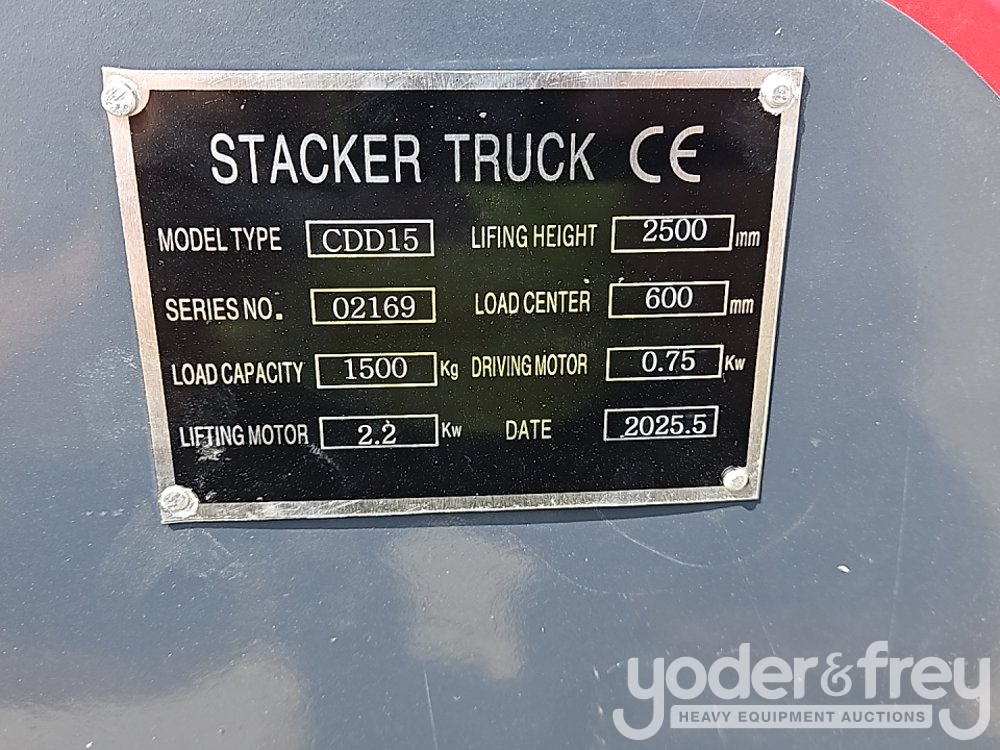 STACKER TRUCK CE
MODEL TYPE CDD15 LIFING HEIGHT 2500 mm
SERIES NO. 02169 LOAD CENTER 600 mm
LOAD CAPACITY 1500 Kg DRIVING MOTOR 0.75 Kw
LIFTING MOTOR 2.2 Kw DATE 2025.5
yoder&frey
HEAVY EQUIPMENT AUCTIONS